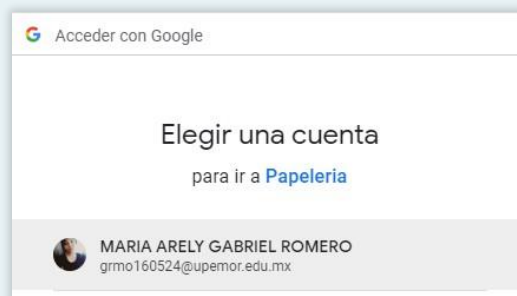 Acceder con Google
Elegir una cuenta
para ir a Papeleria
MARIA ARELY GABRIEL ROMERO
grmo160524@upemor.edu.mx